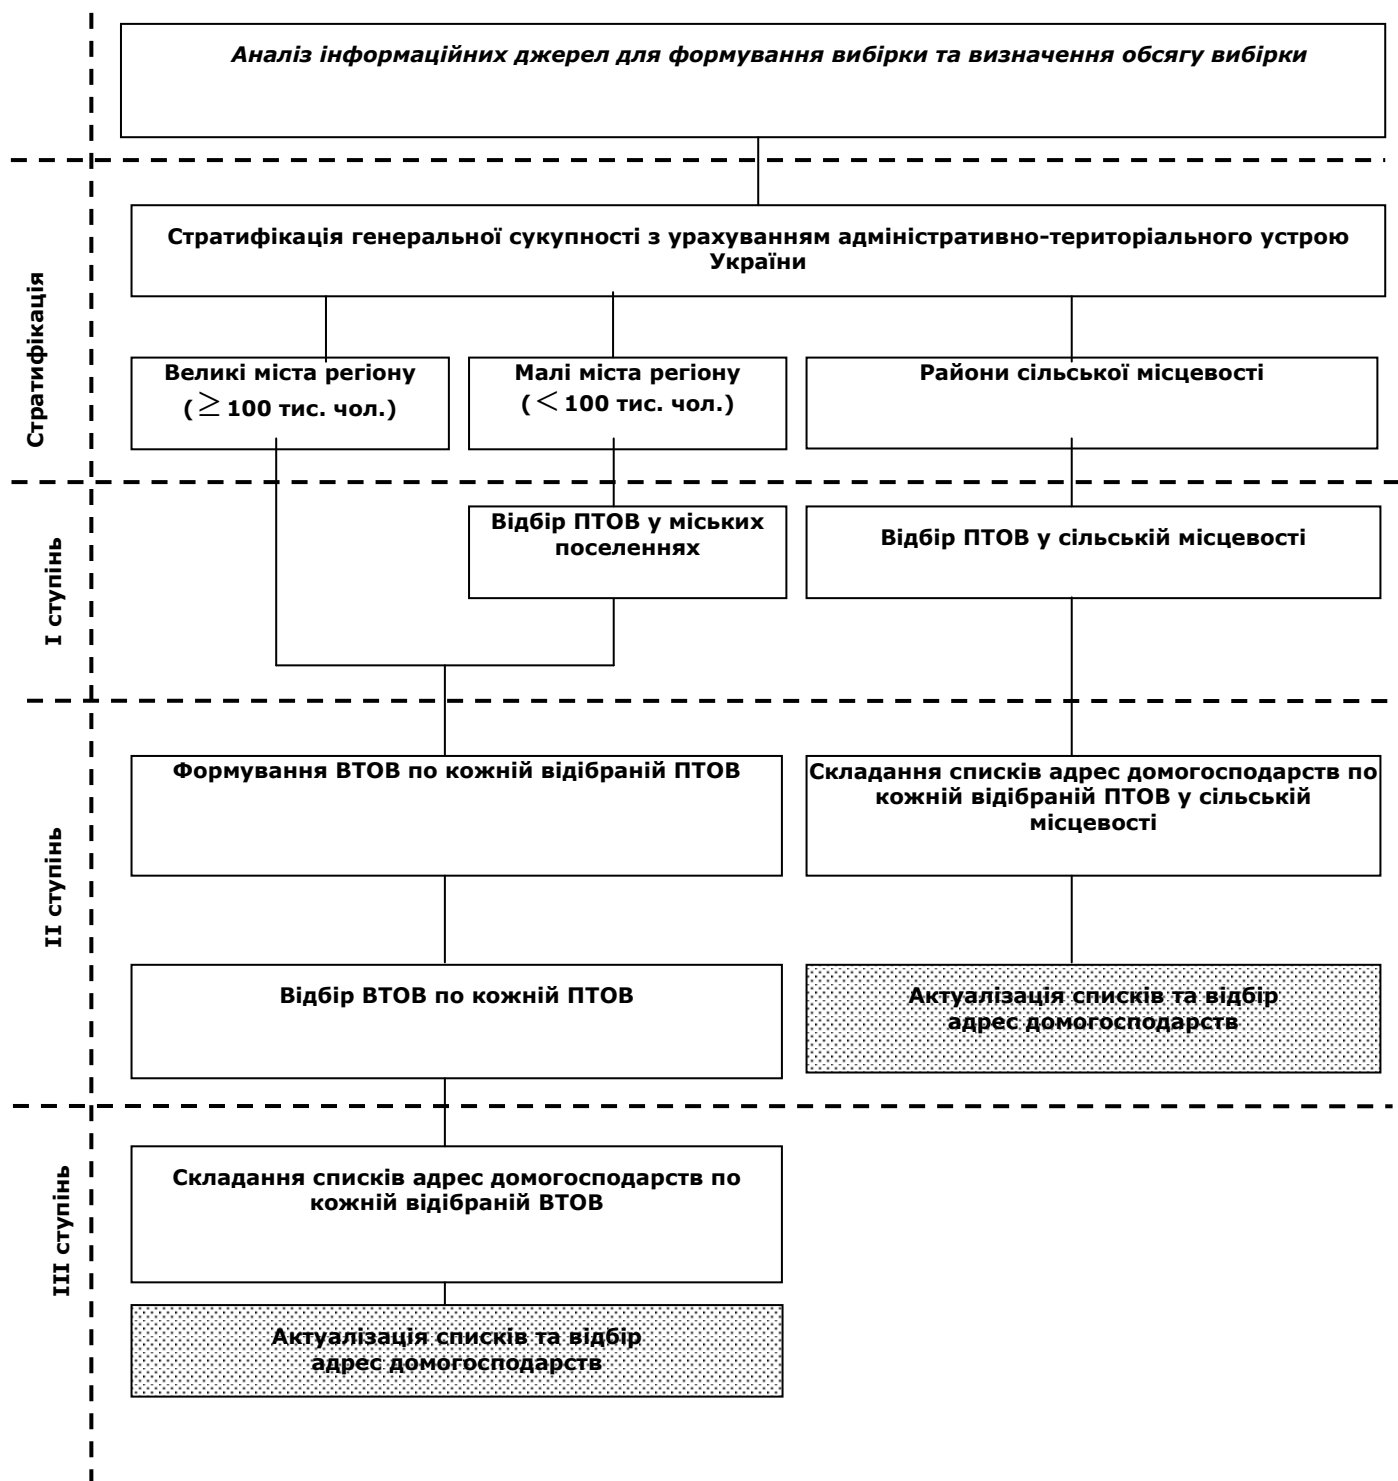 Аналіз інформаційних джерел для формування вибірки та визначення обсягу вибірки
Стратифікація
Стратифікація генеральної сукупності з урахуванням адміністративно-територіального устрою
України
Великі міста регіону
(≥ 100 тис. чол.)
Малі міста регіону
(< 100 тис. чол.)
Райони сільської місцевості
I ступінь
Відбір ПТОВ у міських
поселеннях
Відбір ПТОВ у сільській місцевості
II ступінь
Формування ВТОВ по кожній відібраній ПТОВ
Складання списків адрес домогосподарств по
кожній відібраній ПТОВ у сільській
місцевості
Відбір ВТОВ по кожній ПТОВ
Актуалізація списків та відбір
адрес домогосподарств
III ступінь
Складання списків адрес домогосподарств по
кожній відібраній ВТОВ
Актуалізація списків та відбір
адрес домогосподарств